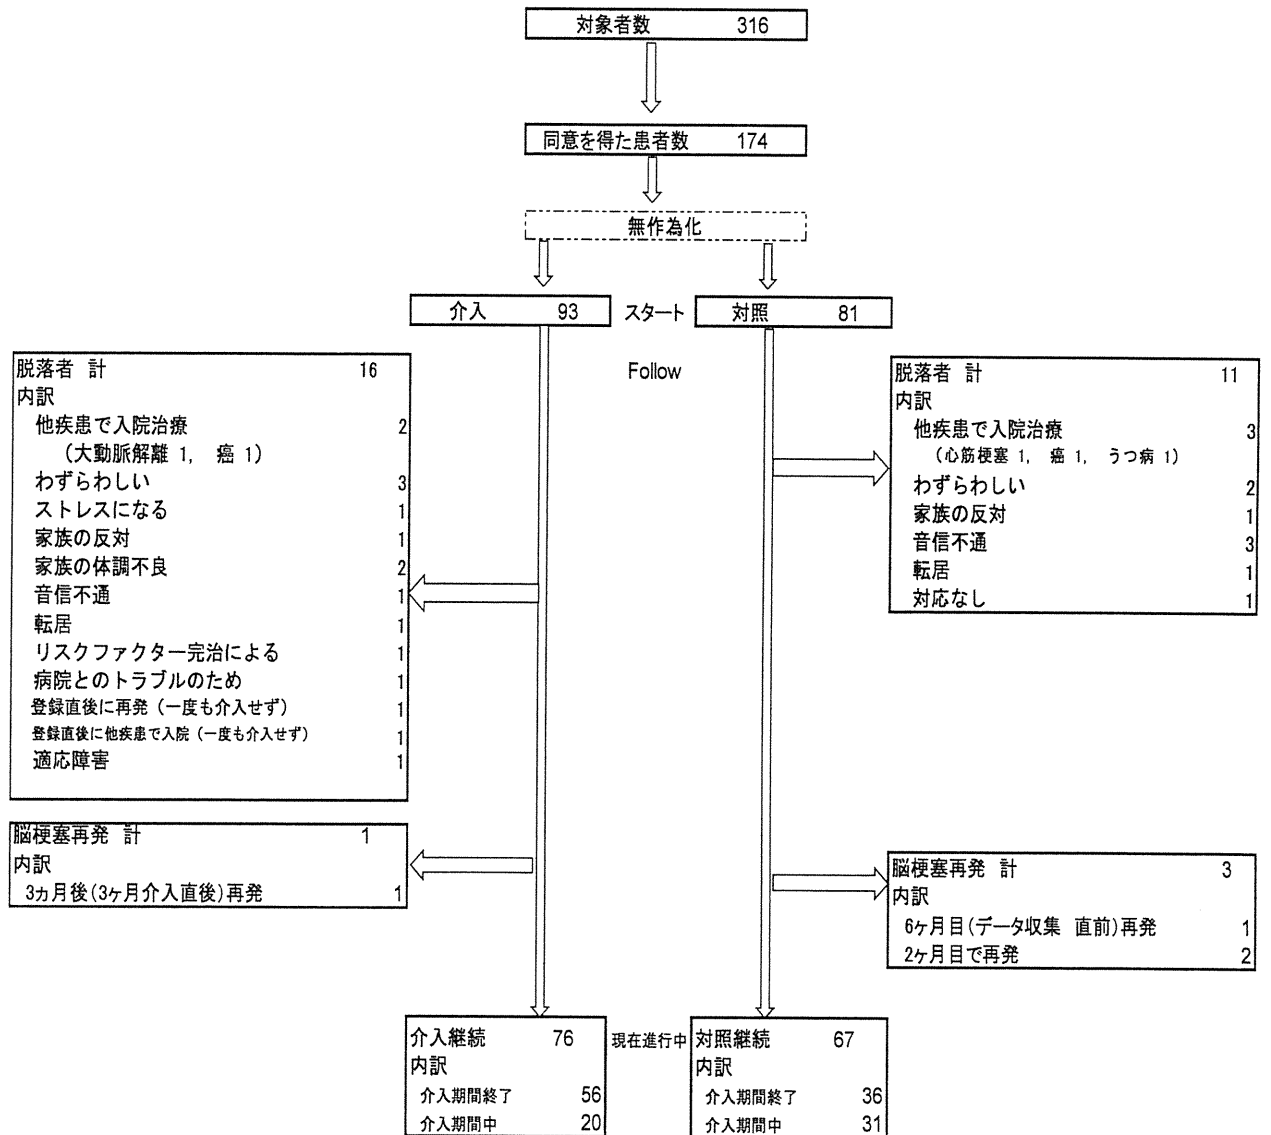 対象者数 316
同意を得た患者数 174
無作為化
介入 93 スタート 対照 81
Follow
脱落者 計 16
内訳
他疾患で入院治療 2
(大動脈解離 1, 癌 1)
わずらわしい 3
ストレスになる 1
家族の反対 1
家族の体調不良 2
音信不通 1
転居 1
リスクファクター完治による 1
病院とのトラブルのため 1
登録直後に再発 (一度も介入せず) 1
登録直後に他疾患で入院 (一度も介入せず) 1
適応障害 1
脱落者 計 11
内訳
他疾患で入院治療 3
(心筋梗塞 1, 癌 1, うつ病 1)
わずらわしい 2
家族の反対 1
音信不通 3
転居 1
対応なし 1
脳梗塞再発 計 1
内訳
3ヵ月後(3ヶ月介入直後)再発 1
脳梗塞再発 計 3
内訳
6ヶ月目(データ収集 直前)再発 1
2ヶ月目で再発 2
介入継続 76
内訳
介入期間終了 56
介入期間中 20
現在進行中
対照継続 67
内訳
介入期間終了 36
介入期間中 31